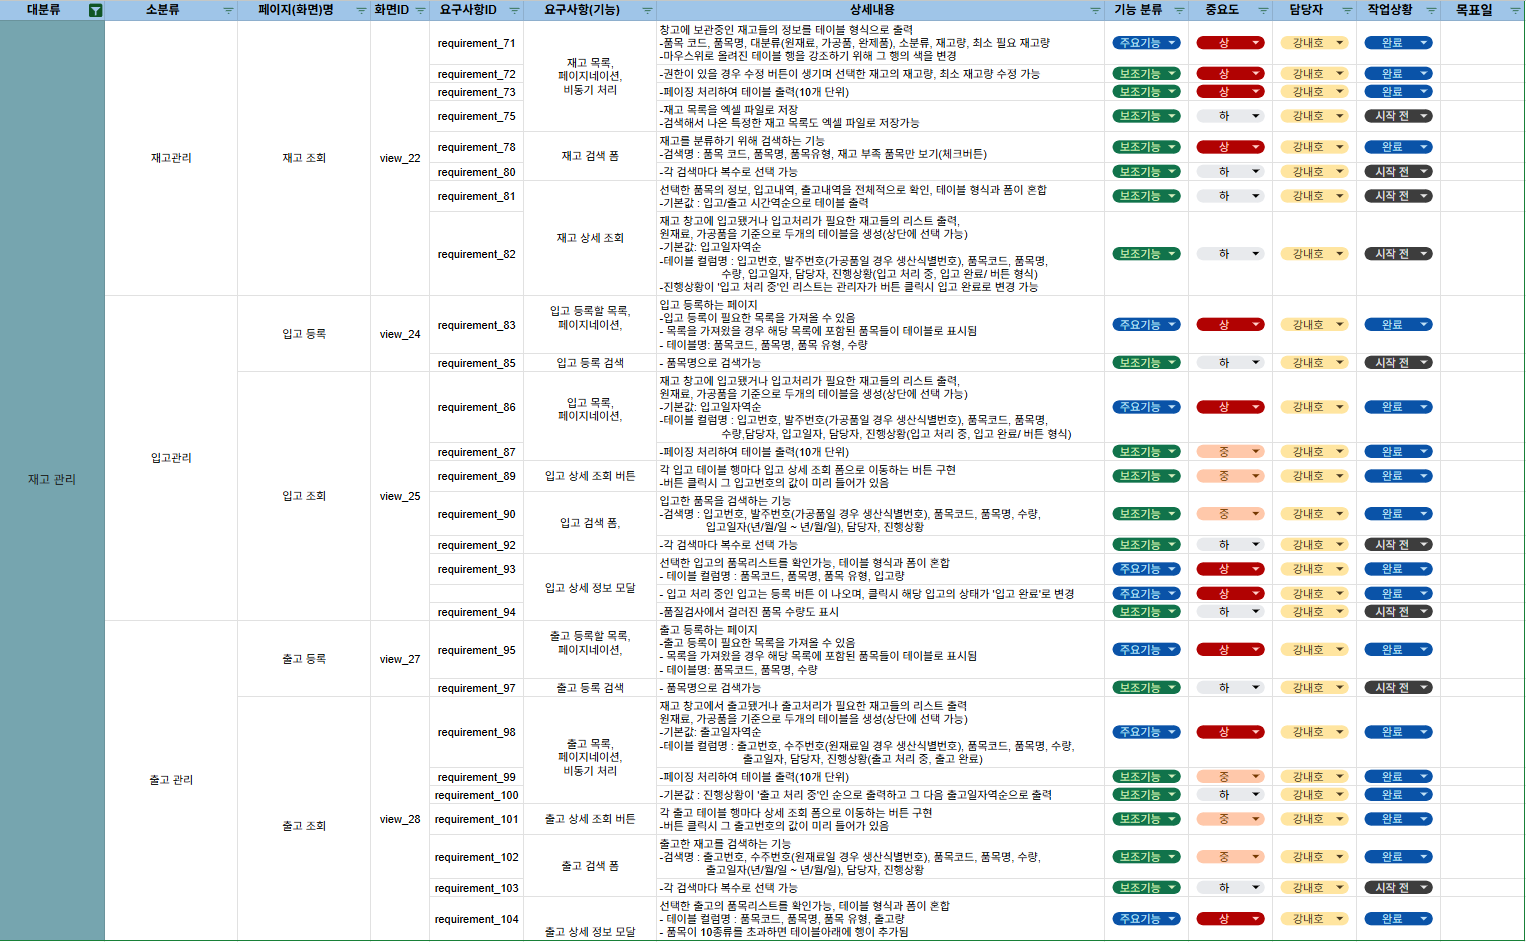 대분류 소분류 페이지(화면)명 화면ID 요구사항ID 요구사항(기능) 상세내용 기능 분류 중요도 담당자 작업상황 목표일
재고 관리
재고관리
재고 조회
view_22
requirement_71
재고 목록,
페이지네이션,
비동기 처리
창고에 보관중인 재고들의 정보를 테이블 형식으로 출력
-품목 코드, 품목명, 대분류(원재료, 가공품, 완제품), 소분류, 재고량, 최소 필요 재고량
-마우스위로 올려진 테이블 행을 강조하기 위해 그 행의 색을 변경
주요기능 상 강내호 완료
requirement_72
-권한이 있을 경우 수정 버튼이 생기며 선택한 재고의 재고량, 최소 재고량 수정 가능
보조기능 상 강내호 완료
requirement_73
-페이징 처리하여 테이블 출력(10개 단위)
보조기능 상 강내호 완료
requirement_75
-재고 목록을 엑셀 파일로 저장
-검색해서 나온 특정한 재고 목록도 엑셀 파일로 저장가능
보조기능 하 강내호 시작 전
requirement_78
재고 검색 폼
재고를 분류하기 위해 검색하는 기능
-검색명 : 품목 코드, 품목명, 품목유형, 재고 부족 품목만 보기(체크버튼)
보조기능 상 강내호 완료
requirement_80
-각 검색마다 복수로 선택 가능
보조기능 하 강내호 시작 전
requirement_81
재고 상세 조회
선택한 품목의 정보, 입고내역, 출고내역을 전체적으로 확인, 테이블 형식과 폼이 혼합
-기본값 : 입고/출고 시간역순으로 테이블 출력
보조기능 하 강내호 시작 전
requirement_82
재고 창고에 입고됐거나 입고처리가 필요한 재고들의 리스트 출력,
원재료, 가공품을 기준으로 두개의 테이블을 생성(상단에 선택 가능)
-기본값: 입고일자역순
-테이블 컬럼명 : 입고번호, 발주번호(가공품일 경우 생산식별번호), 품목코드, 품목명,
수량, 입고일자, 담당자, 진행상황(입고 처리 중, 입고 완료/ 버튼 형식)
-진행상황이 '입고 처리 중'인 리스트는 관리자가 버튼 클릭시 입고 완료로 변경 가능
보조기능 하 강내호 시작 전
입고관리
입고 등록
view_24
requirement_83
입고 등록할 목록,
페이지네이션,
입고 등록하는 페이지
-입고 등록이 필요한 목록을 가져올 수 있음
- 목록을 가져왔을 경우 해당 목록에 포함된 품목들이 테이블로 표시됨
- 테이블명: 품목코드, 품목명, 품목 유형, 수량
주요기능 상 강내호 완료
requirement_85
입고 등록 검색
- 품목명으로 검색가능
보조기능 하 강내호 시작 전
입고 조회
view_25
requirement_86
입고 목록,
페이지네이션,
재고 창고에 입고됐거나 입고처리가 필요한 재고들의 리스트 출력,
원재료, 가공품을 기준으로 두개의 테이블을 생성(상단에 선택 가능)
-기본값: 입고일자역순
-테이블 컬럼명 : 입고번호, 발주번호(가공품일 경우 생산식별번호), 품목코드, 품목명,
수량,담당자, 입고일자, 담당자, 진행상황(입고 처리 중, 입고 완료/ 버튼 형식)
주요기능 상 강내호 완료
requirement_87
-페이징 처리하여 테이블 출력(10개 단위)
보조기능 중 강내호 완료
requirement_89
입고 상세 조회 버튼
각 입고 테이블 행마다 입고 상세 조회 폼으로 이동하는 버튼 구현
-버튼 클릭시 그 입고번호의 값이 미리 들어가 있음
보조기능 중 강내호 완료
requirement_90
입고 검색 폼,
입고한 품목을 검색하는 기능
-검색명 : 입고번호, 발주번호(가공품일 경우 생산식별번호), 품목코드, 품목명, 수량,
입고일자(년/월/일 ~ 년/월/일), 담당자, 진행상황
보조기능 중 강내호 완료
requirement_92
-각 검색마다 복수로 선택 가능
보조기능 하 강내호 시작 전
requirement_93
입고 상세 정보 모달
선택한 입고의 품목리스트를 확인가능, 테이블 형식과 폼이 혼합
- 테이블 컬럼명 : 품목코드, 품목명, 품목 유형, 입고량
주요기능 상 강내호 완료
- 입고 처리 중인 입고는 등록 버튼 이 나오며, 클릭시 해당 입고의 상태가 '입고 완료'로 변경
주요기능 상 강내호 완료
requirement_94
-품질검사에서 걸러진 품목 수량도 표시
보조기능 하 강내호 시작 전
출고 관리
출고 등록
view_27
requirement_95
출고 등록할 목록,
페이지네이션,
출고 등록하는 페이지
-출고 등록이 필요한 목록을 가져올 수 있음
- 목록을 가져왔을 경우 해당 목록에 포함된 품목들이 테이블로 표시됨
- 테이블명: 품목코드, 품목명, 수량
주요기능 상 강내호 완료
requirement_97
출고 등록 검색
- 품목명으로 검색가능
보조기능 하 강내호 시작 전
출고 조회
view_28
requirement_98
출고 목록,
페이지네이션,
비동기 처리
재고 창고에서 출고됐거나 출고처리가 필요한 재고들의 리스트 출력
원재료, 가공품을 기준으로 두개의 테이블을 생성(상단에 선택 가능)
-기본값: 출고일자역순
-테이블 컬럼명 : 출고번호, 수주번호(원재료일 경우 생산식별번호), 품목코드, 품목명, 수량,
출고일자, 담당자, 진행상황(출고 처리 중, 출고 완료)
주요기능 상 강내호 완료
requirement_99
-페이징 처리하여 테이블 출력(10개 단위)
보조기능 중 강내호 완료
requirement_100
-기본값 : 진행상황이 '출고 처리 중'인 순으로 출력하고 그 다음 출고일자역순으로 출력
보조기능 하 강내호 완료
requirement_101
출고 상세 조회 버튼
각 출고 테이블 행마다 상세 조회 폼으로 이동하는 버튼 구현
-버튼 클릭시 그 출고번호의 값이 미리 들어가 있음
보조기능 중 강내호 완료
requirement_102
출고 검색 폼
출고한 재고를 검색하는 기능
-검색명 : 출고번호, 수주번호(원재료일 경우 생산식별번호), 품목코드, 품목명, 수량,
출고일자(년/월/일 ~ 년/월/일), 담당자, 진행상황
보조기능 중 강내호 완료
requirement_103
-각 검색마다 복수로 선택 가능
보조기능 하 강내호 시작 전
requirement_104
출고 상세 정보 모달
선택한 출고의 품목리스트를 확인가능, 테이블 형식과 폼이 혼합
- 테이블 컬럼명 : 품목코드, 품목명, 품목 유형, 출고량
- 품목이 10종류를 초과하면 테이블아래에 행이 추가됨
주요기능 상 강내호 완료